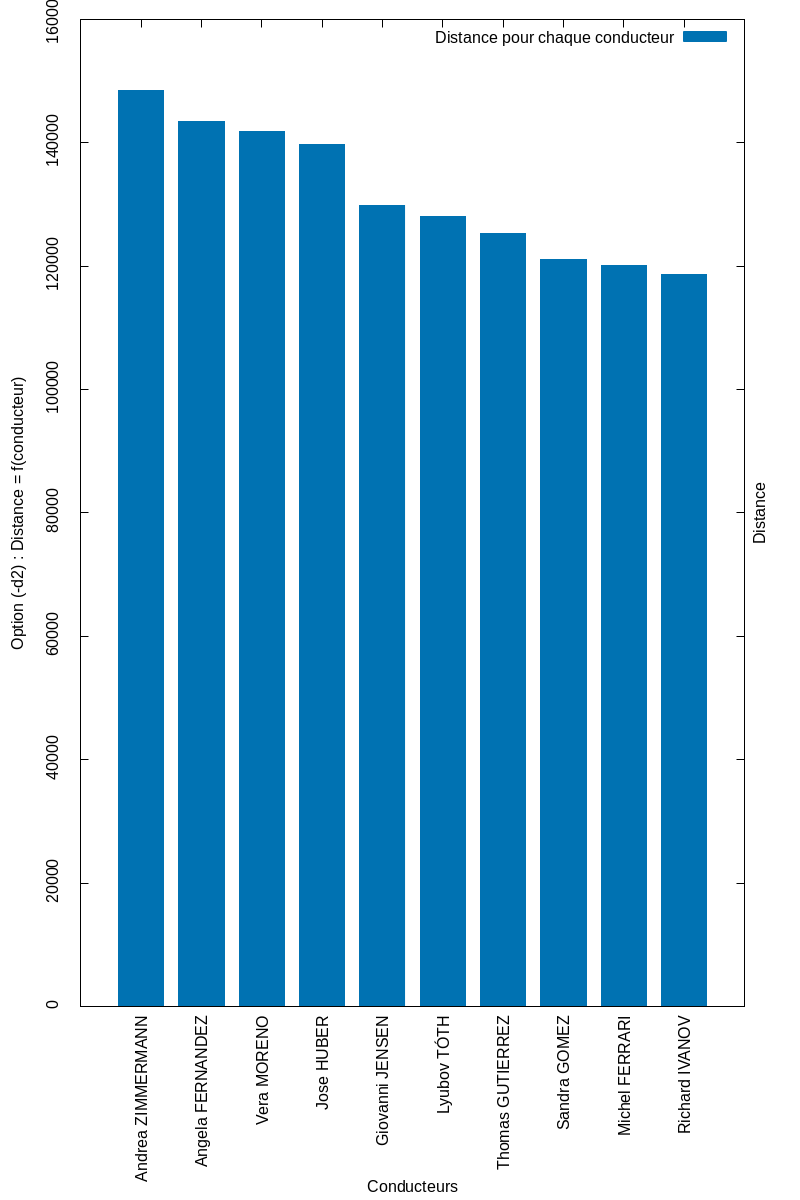 Distance pour chaque conducteur
Option (-d2) : Distance = f(conducteur)
160000
140000
120000
100000
80000
60000
40000
20000
0
Distance
Andrea ZIMMERMANN
Angela FERNANDEZ
Vera MORENO
Jose HUBER
Giovanni JENSEN
Lyubov TÓTH
Thomas GUTIERREZ
Sandra GOMEZ
Michel FERRARI
Richard IVANOV
Conducteurs